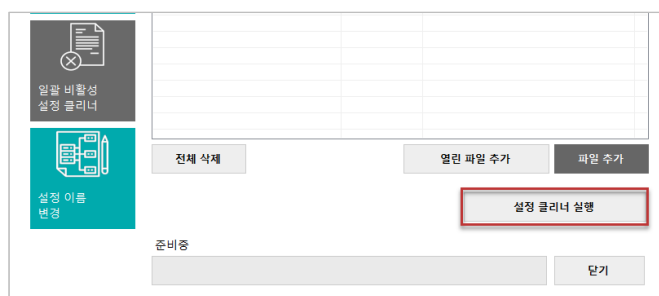 일괄 비활성
설정 클리너
설정 이름
변경
전체 삭제
열린 파일 추가
파일 추가
설정 클리너 실행
준비중
닫기